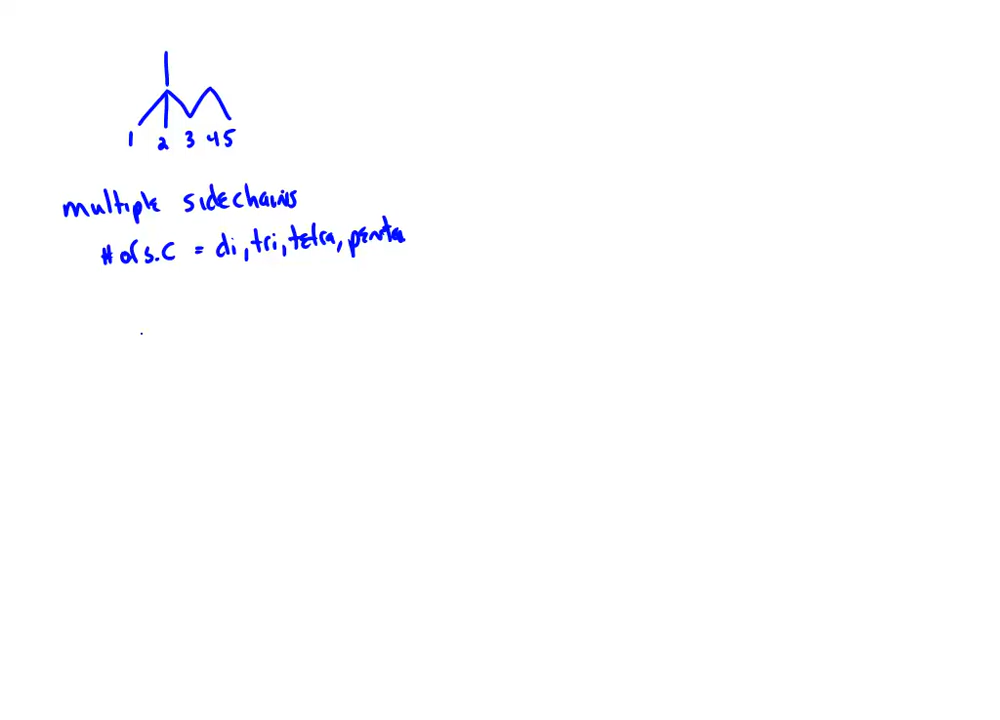 1 2 3 4 5
multiple sidechains
# of s.c = di, tri, tetra, penta